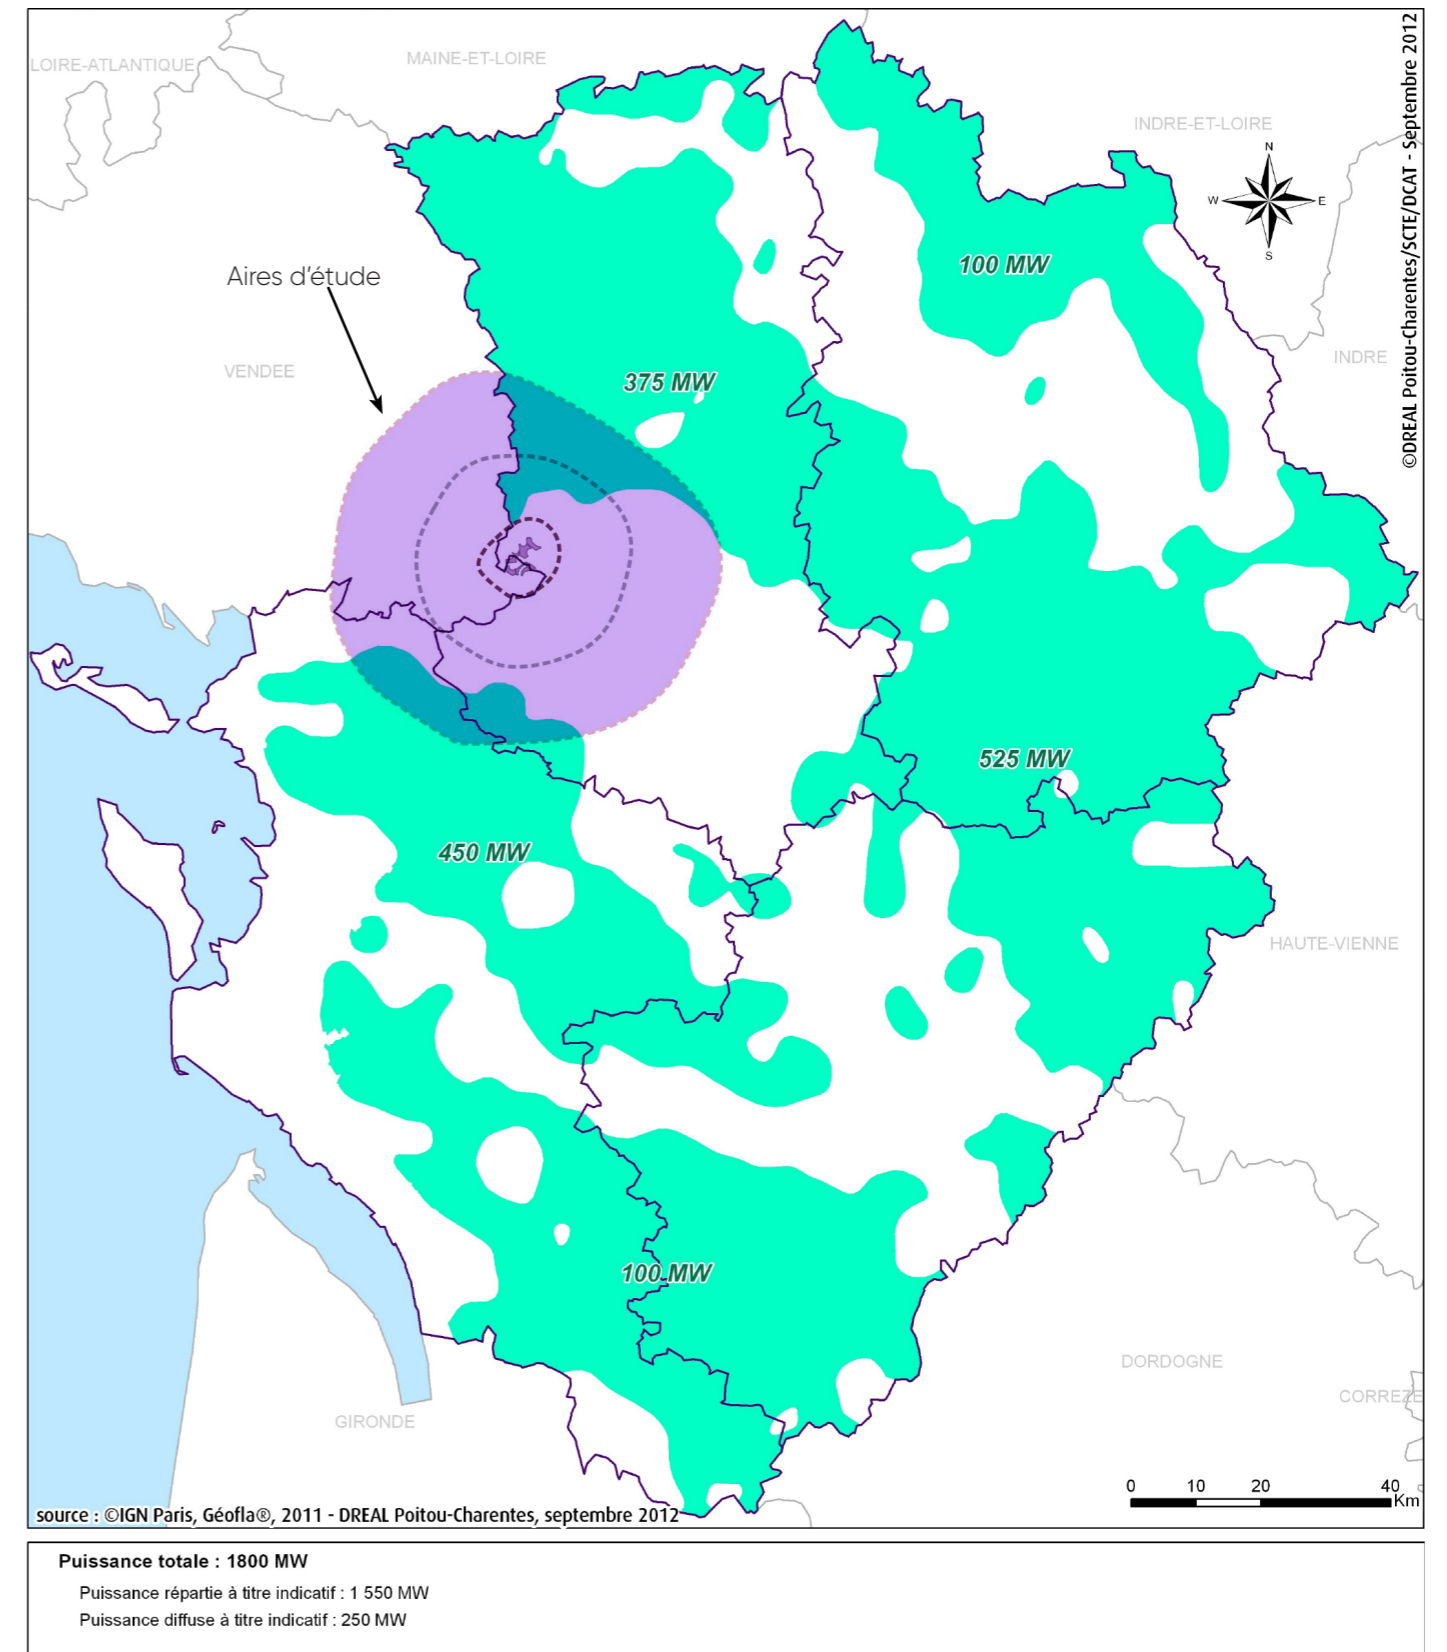 LOIRE-ATLANTIQUE
MAINE-ET-LOIRE
INDRE-ET-LOIRE
©DREAL Poitou-Charentes/SCTE/DCAT - Septembre 2012
N
W
E
S
100 MW
Aires d'étude
VENDEE
375 MW
INDRE
525 MW
450 MW
HAUTE-VIENNE
100 MW
DORDOGNE
CORREZE
GIRONDE
0 10 20 40
Km
source : ©IGN Paris, Géofla®, 2011 - DREAL Poitou-Charentes, septembre 2012
Puissance totale : 1800 MW
Puissance répartie à titre indicatif : 1 550 MW
Puissance diffuse à titre indicatif : 250 MW